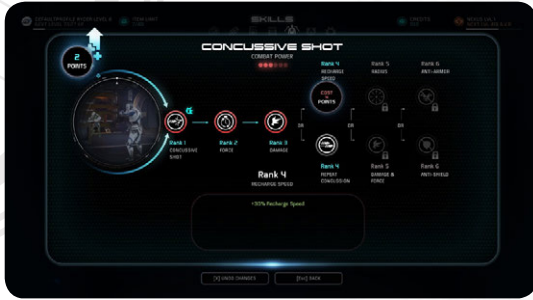 SKILLS
CREDITS
CONCUSSIVE SHOT
COMBAT POWER
2
POINTS
Rank 4
RECHARGE
SPEED
Rank 5
RADIUS
Rank 6
ANTI-ARMOR
COST
POINTS
OR
OR
OR
Rank 1
CONCUSSIVE
SHOT
Rank 2
FORCE
Rank 3
DAMAGE
Rank 4
REPEAT
CONCUSSION
Rank 5
DAMAGE &
FORCE
Rank 6
ANTI-SHIELD
Rank 4
RECHARGE SPEED
Recharge Speed
[X] UNDO CHANGES
[Esc] BACK